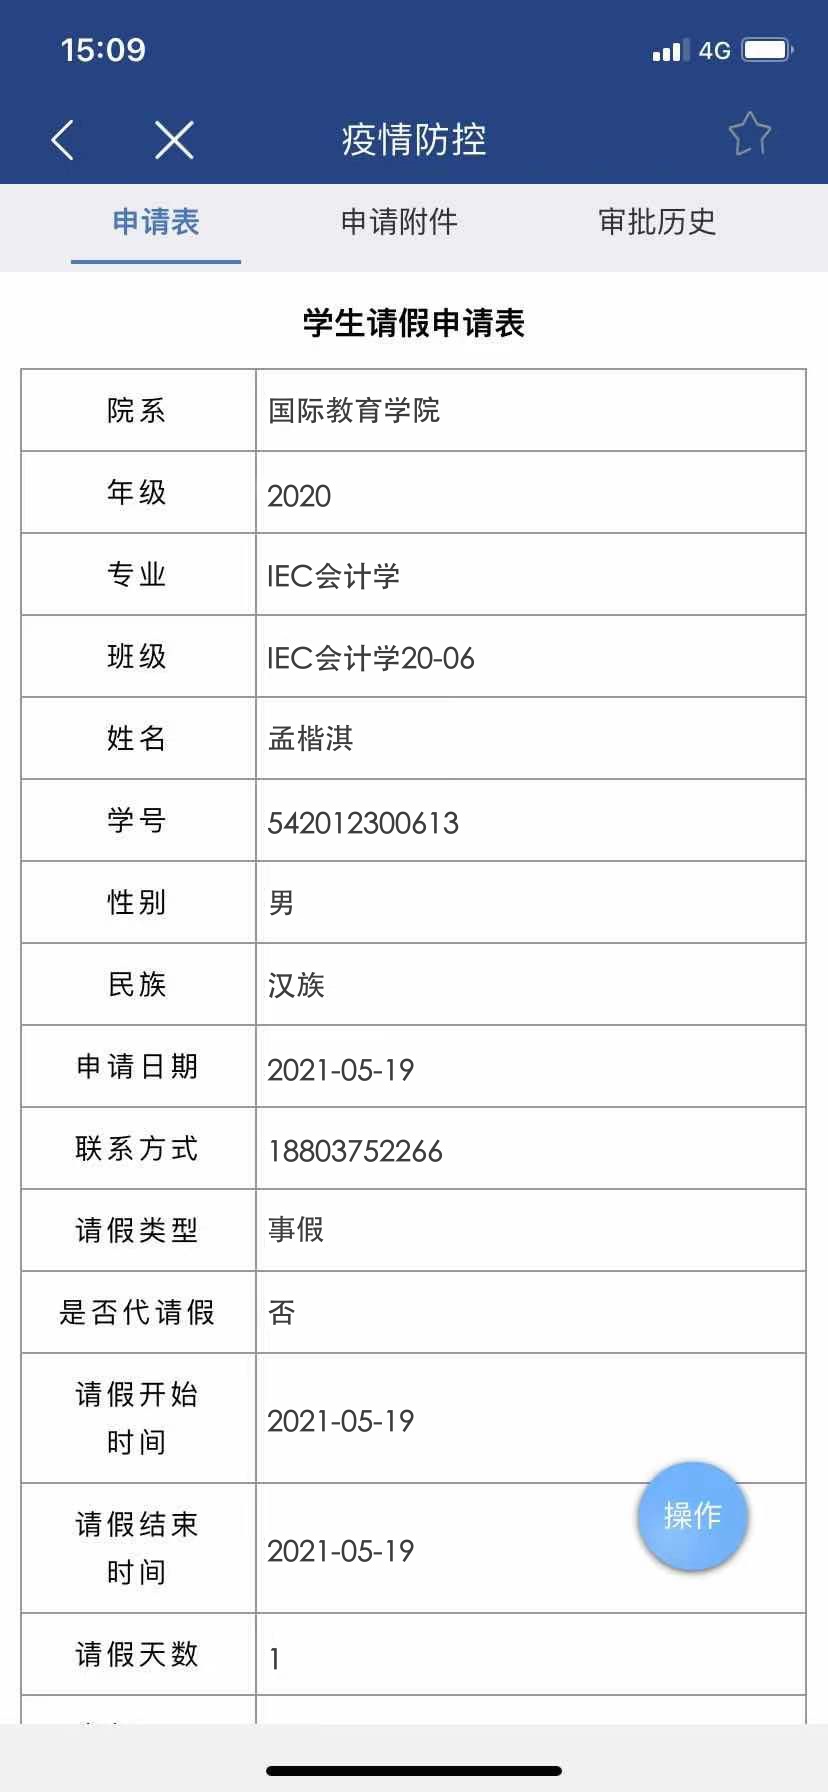 15:09
4G
疫情防控
申请表 申请附件 审批历史
学生请假申请表
院系 国际教育学院
年级 2020
专业 IEC会计学
班级 IEC会计学20-06
姓名 孟楷淇
学号 542012300613
性别 男
民族 汉族
申请日期 2021-05-19
联系方式 18803752266
请假类型 事假
是否代请假 否
请假开始
时间 2021-05-19
请假结束
时间 2021-05-19
操作
请假天数 1